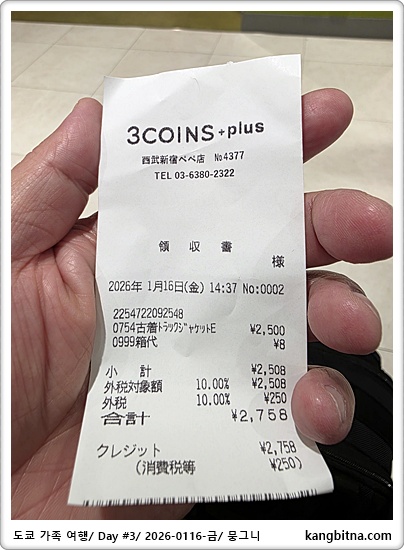 3COINS+plus
西武新宿ペペ店 №4377
TEL 03-6380-2322
領収書
様
2026年 1月16日(金) 14:37 No:0002
2254722092548
0754古着ﾄﾗｯｸｼﾞｬｹｯﾄE ¥2,500
0999箱代 ¥8
小計 ¥2,508
外税対象額 10.00% ¥2,508
外税 10.00% ¥250
合計 ¥2,758
クレジット ¥2,758
(消費税等 ¥250)
도쿄 가족 여행/ Day #3/ 2026-0116-금/ 뭉그니 kangbitna.com